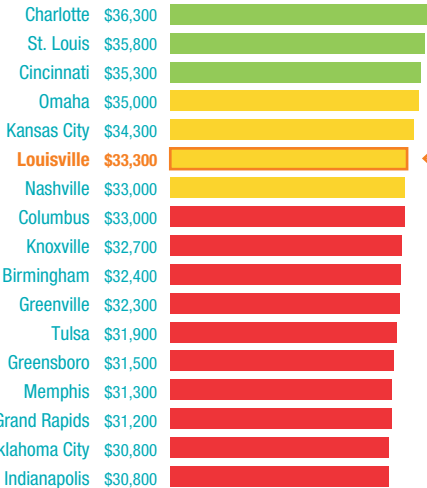 Charlotte $36,300
St. Louis $35,800
Cincinnati $35,300
Omaha $35,000
Kansas City $34,300
Louisville $33,300
Nashville $33,000
Columbus $33,000
Knoxville $32,700
Birmingham $32,400
Greenville $32,300
Tulsa $31,900
Greensboro $31,500
Memphis $31,300
Grand Rapids $31,200
klahoma City $30,800
Indianapolis $30,800